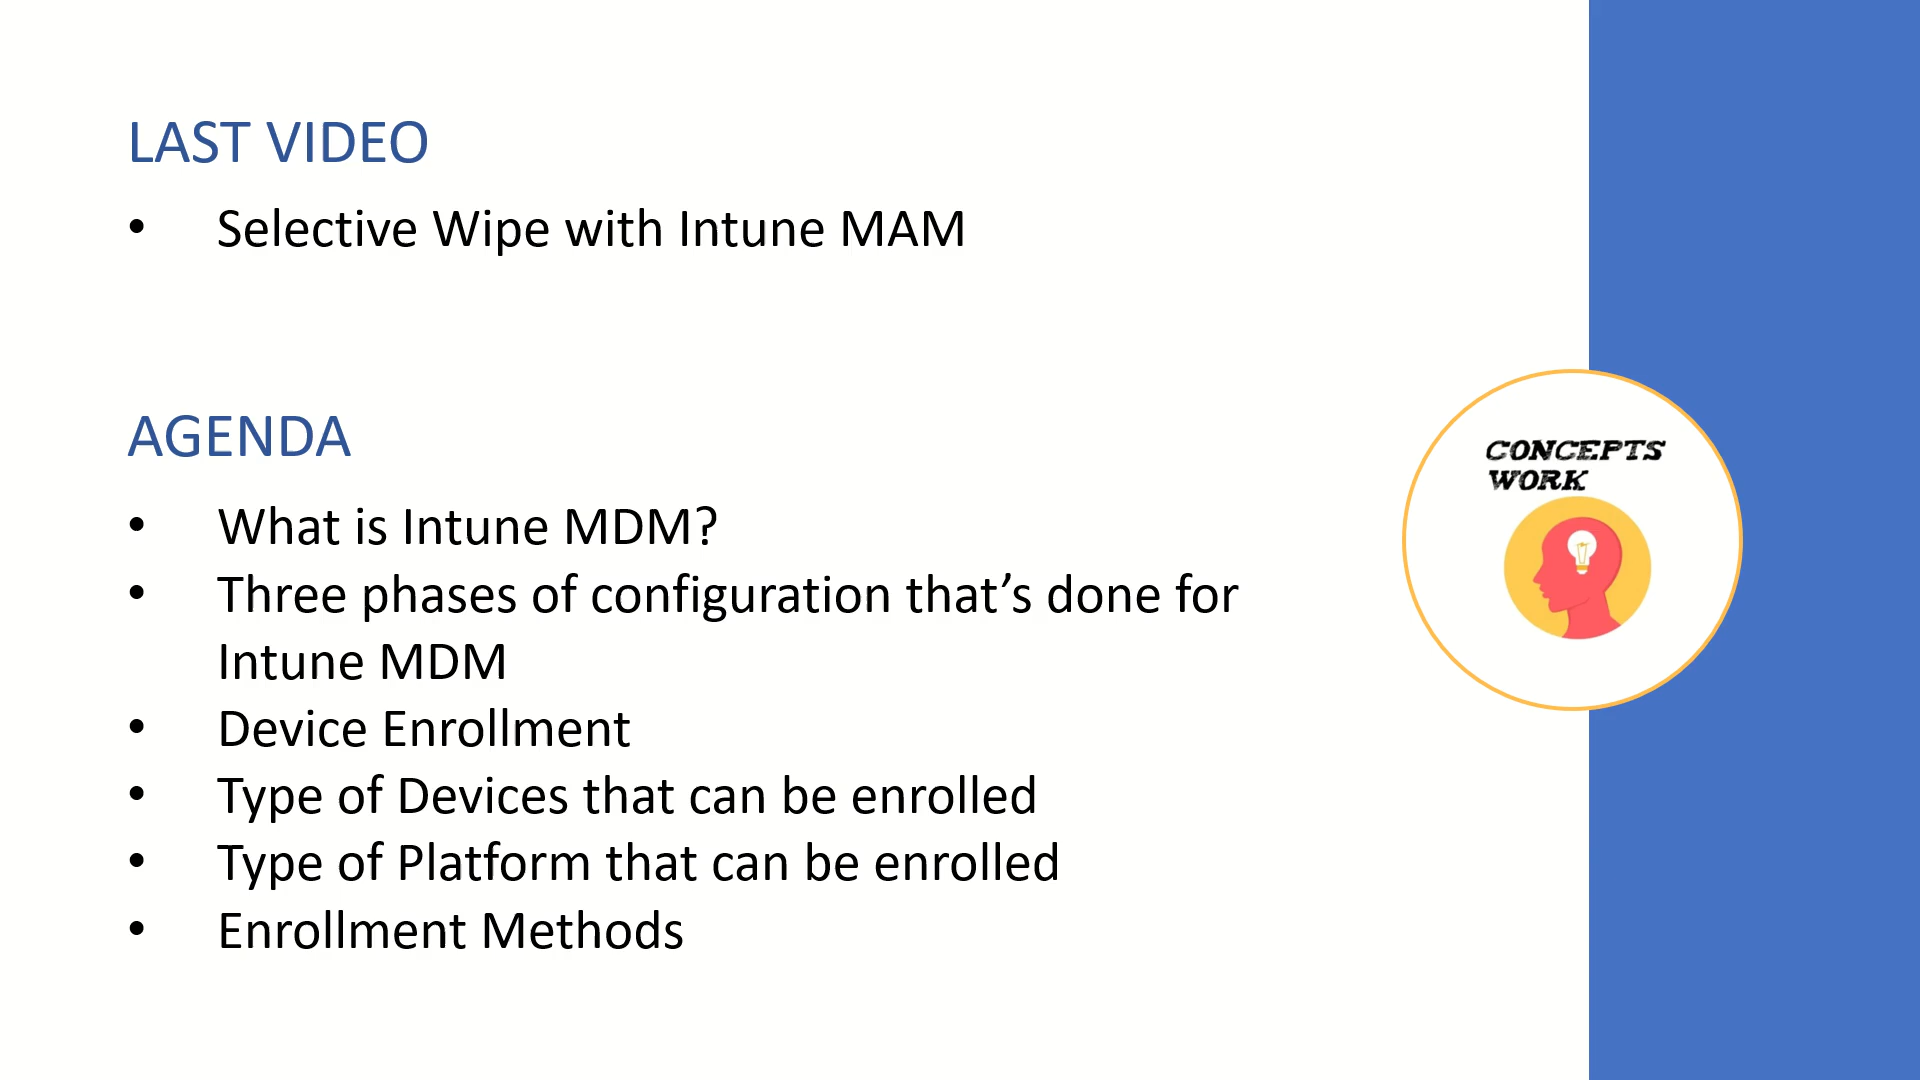 LAST VIDEO
• Selective Wipe with Intune MAM
AGENDA
• What is Intune MDM?
• Three phases of configuration that’s done for
Intune MDM
• Device Enrollment
• Type of Devices that can be enrolled
• Type of Platform that can be enrolled
• Enrollment Methods
CONCEPTS
WORK